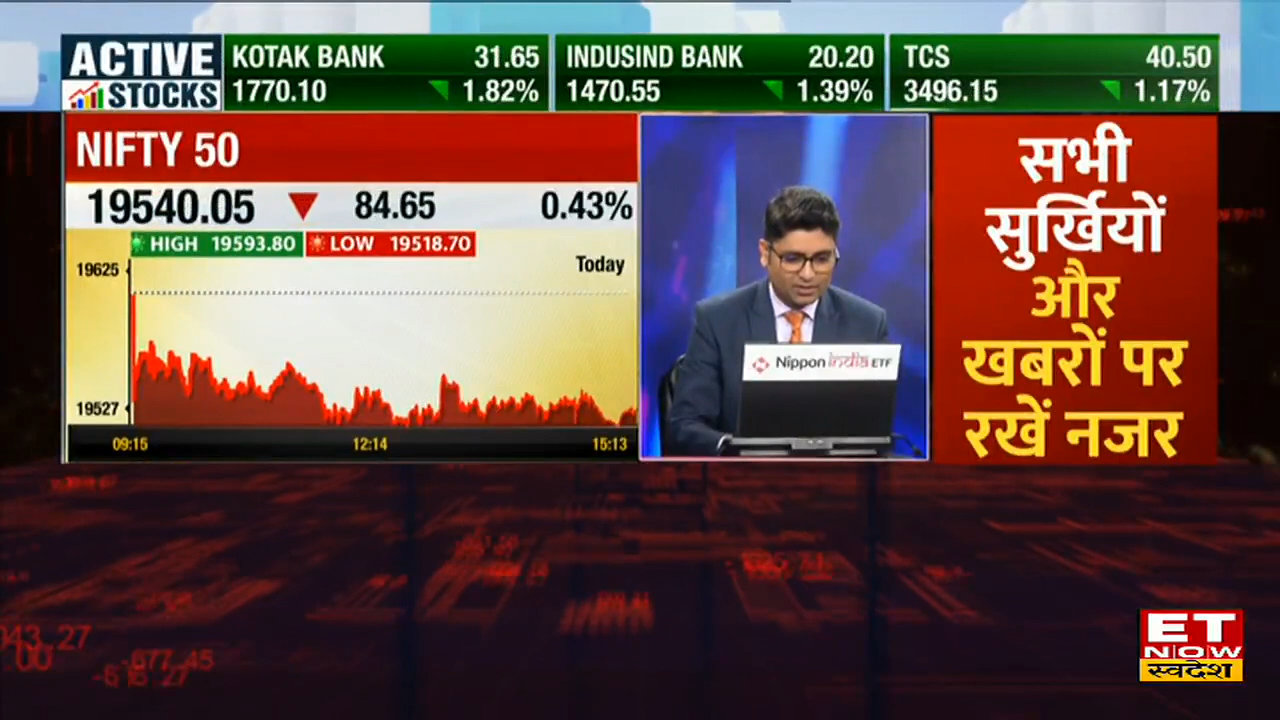 ACTIVE
STOCKS
KOTAK BANK 31.65
1770.10 1.82%
INDUSIND BANK 20.20
1470.55 1.39%
TCS 40.50
3496.15 1.17%
NIFTY 50
19540.05 84.65 0.43%
HIGH 19593.80 LOW 19518.70
Today
19625
19527
09:15 12:14 15:13
Nippon india ETF
सभी
सुर्खियों
और
खबरों पर
रखें नजर
ET
NOW
स्वदेश